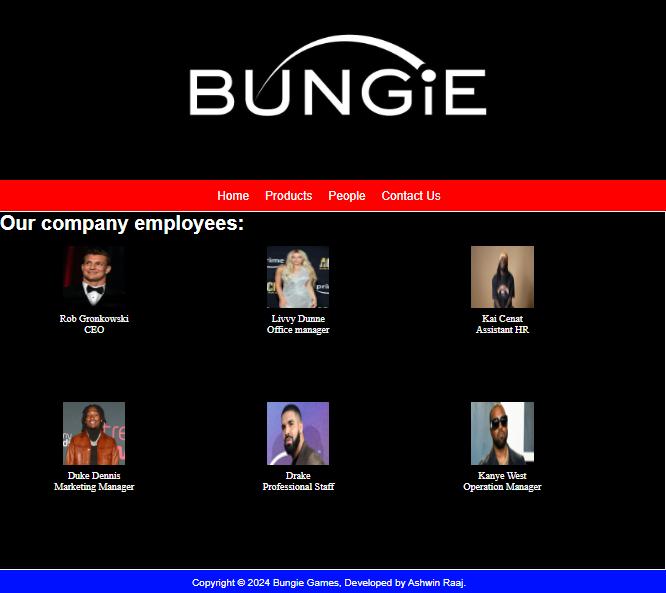 BUNGiE
Home Products People Contact Us
Our company employees:
Rob Gronkowski
CEO
Livvy Dunne
Office manager
Kai Cenat
Assistant HR
Duke Dennis
Marketing Manager
Drake
Professional Staff
Kanye West
Operation Manager
Copyright © 2024 Bungie Games, Developed by Ashwin Raaj.